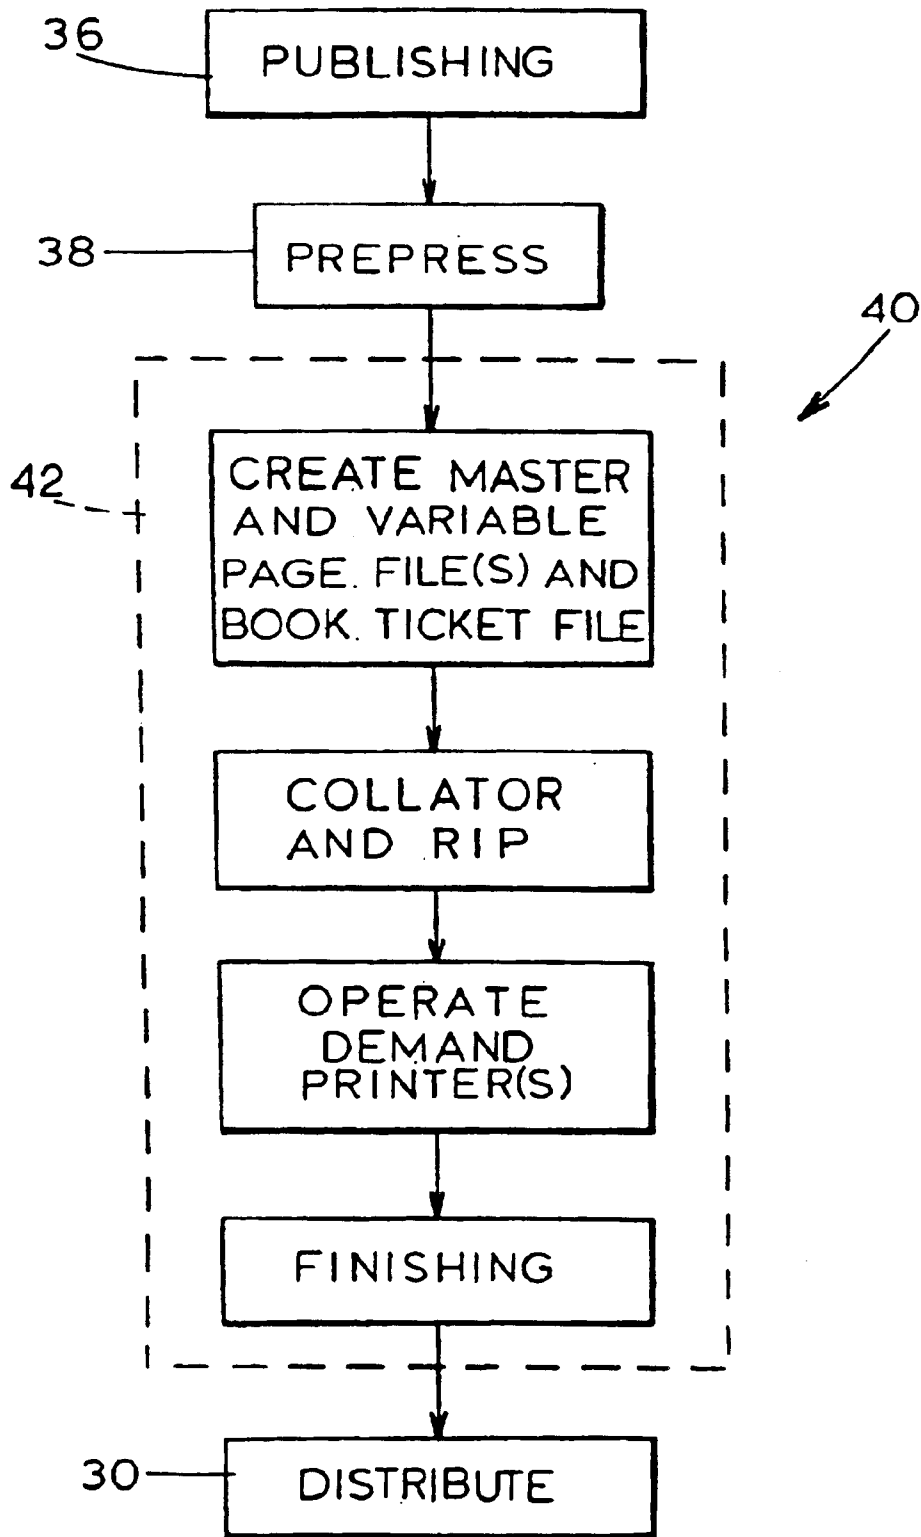 36
PUBLISHING
38
PREPRESS
40
42
CREATE MASTER
AND VARIABLE
PAGE. FILE(S) AND
BOOK. TICKET FILE
COLLATOR
AND RIP
OPERATE
DEMAND
PRINTER(S)
FINISHING
30
DISTRIBUTE